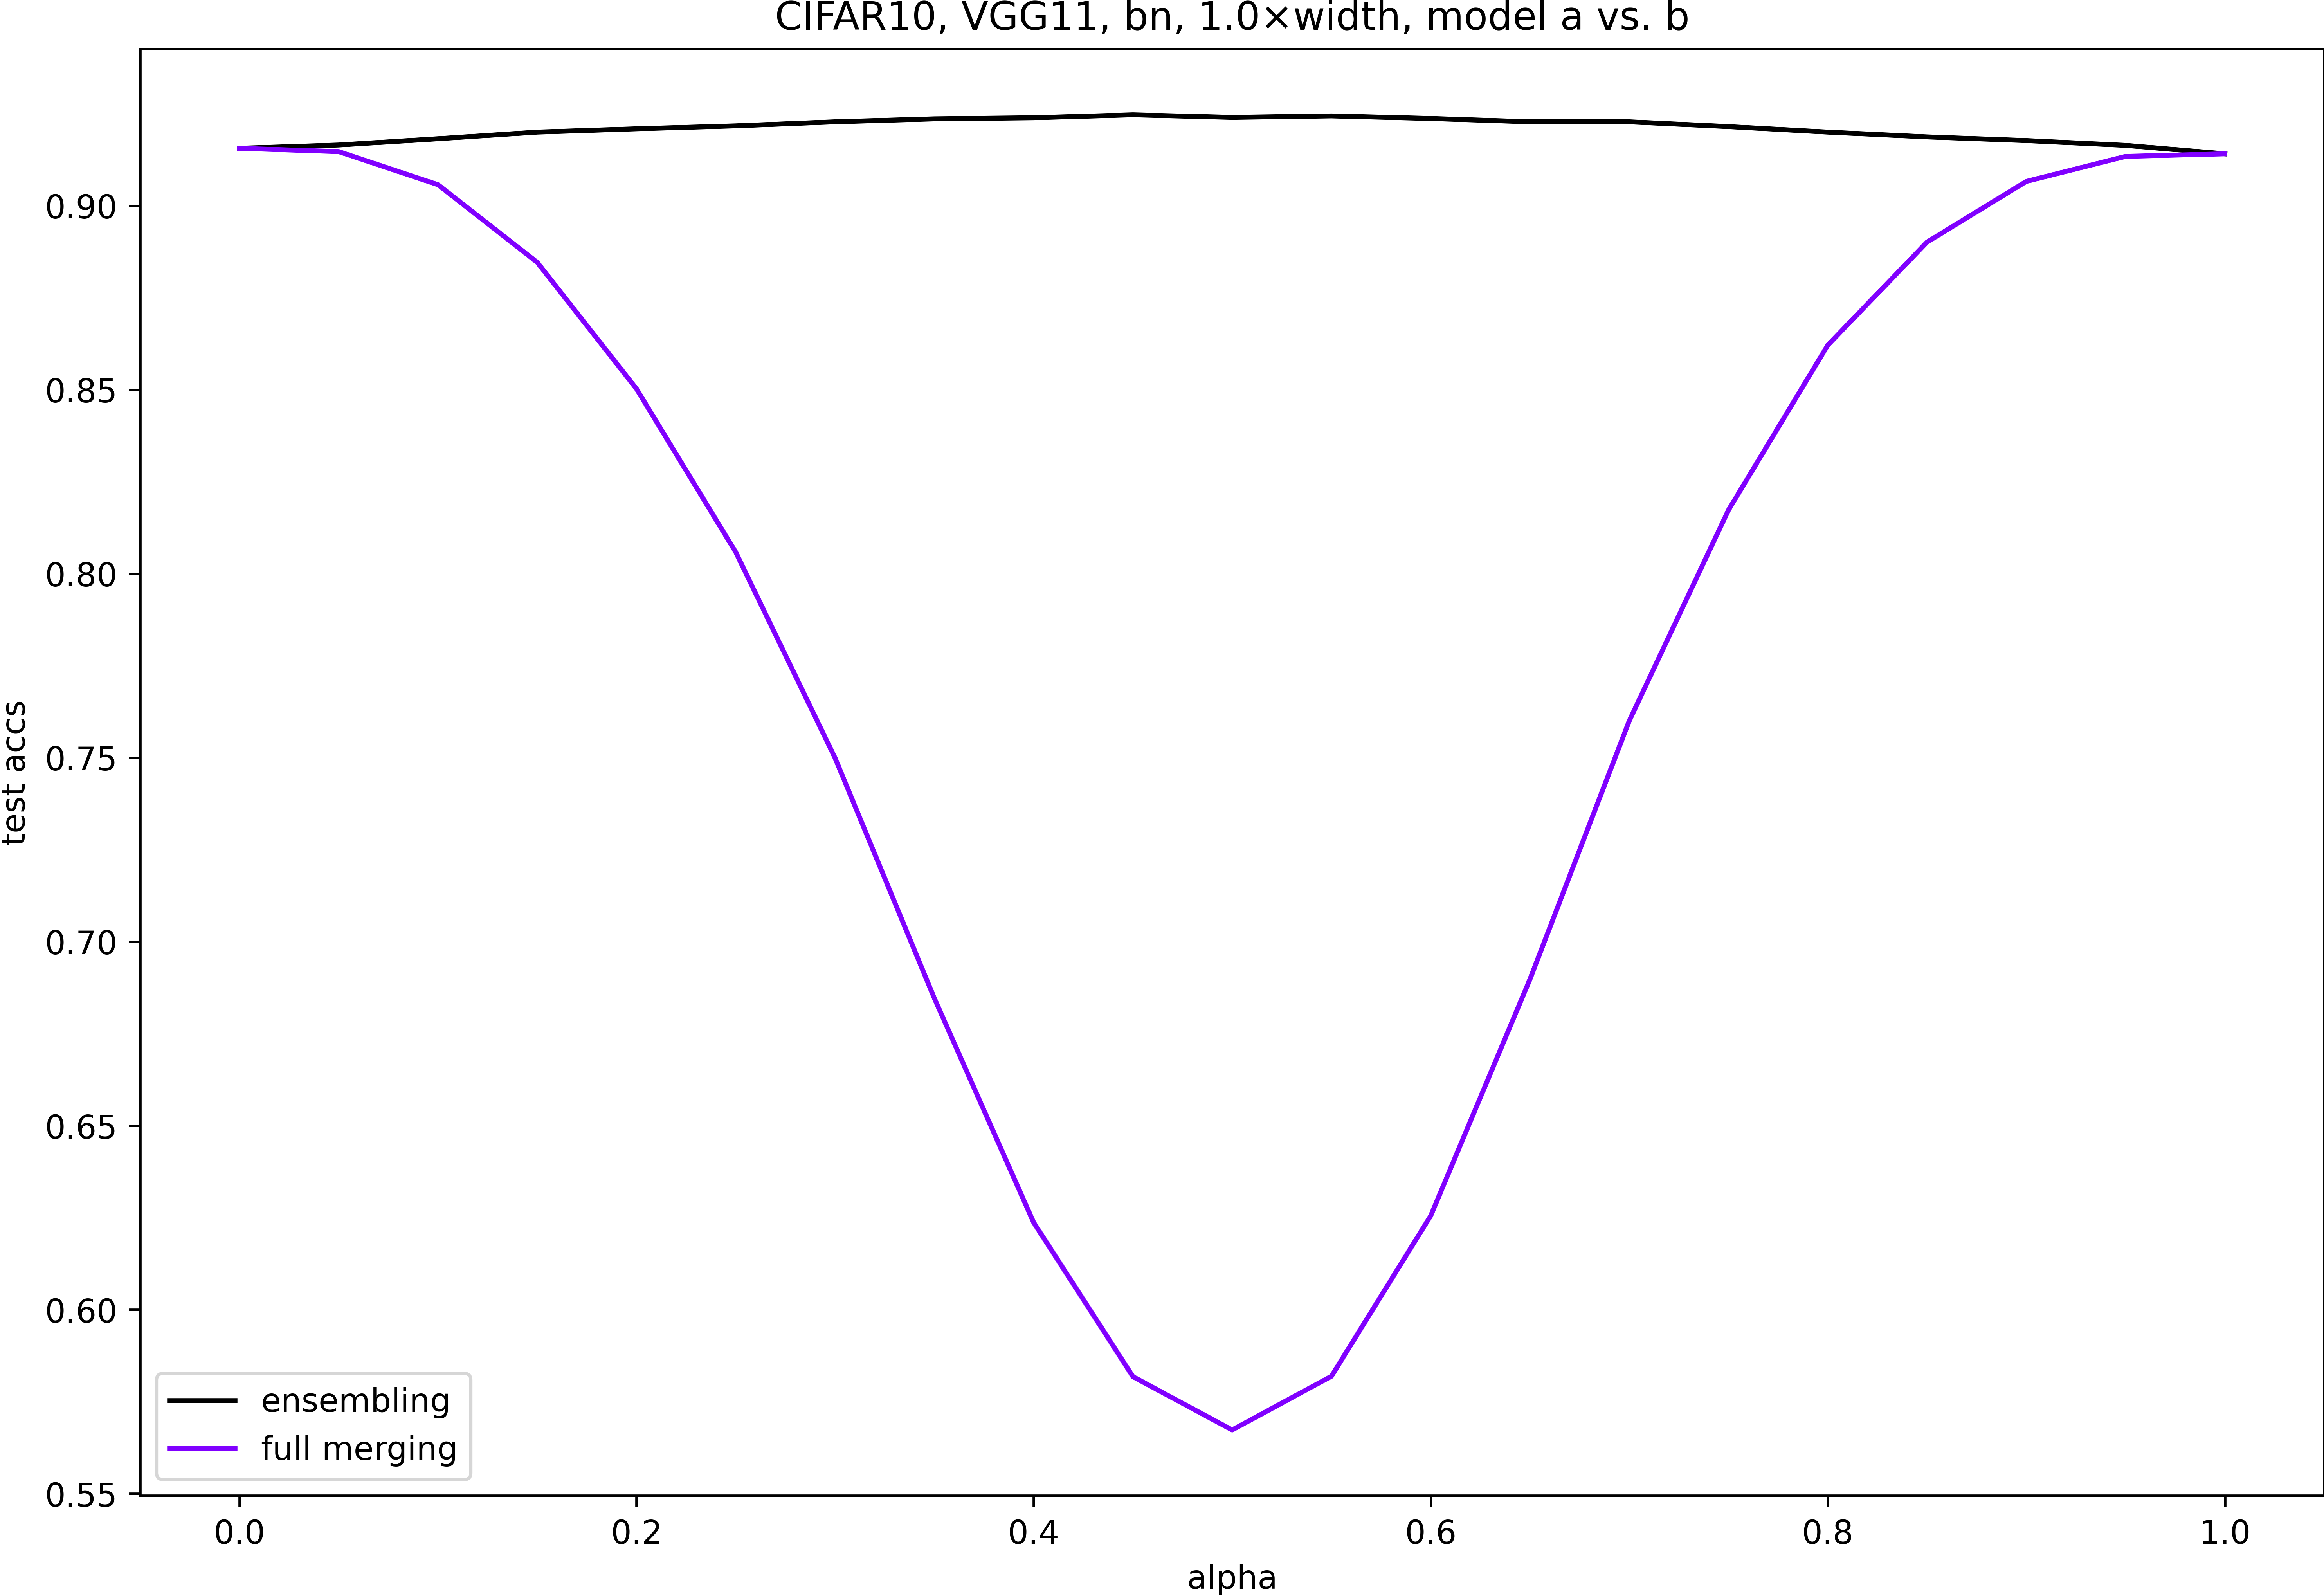 CIFAR10, VGG11, bn, 1.0×width, model a vs. b
test accs
0.90
0.85
0.80
0.75
0.70
0.65
0.60
0.55
ensembling
full merging
0.0 0.2 0.4 0.6 0.8 1.0
alpha